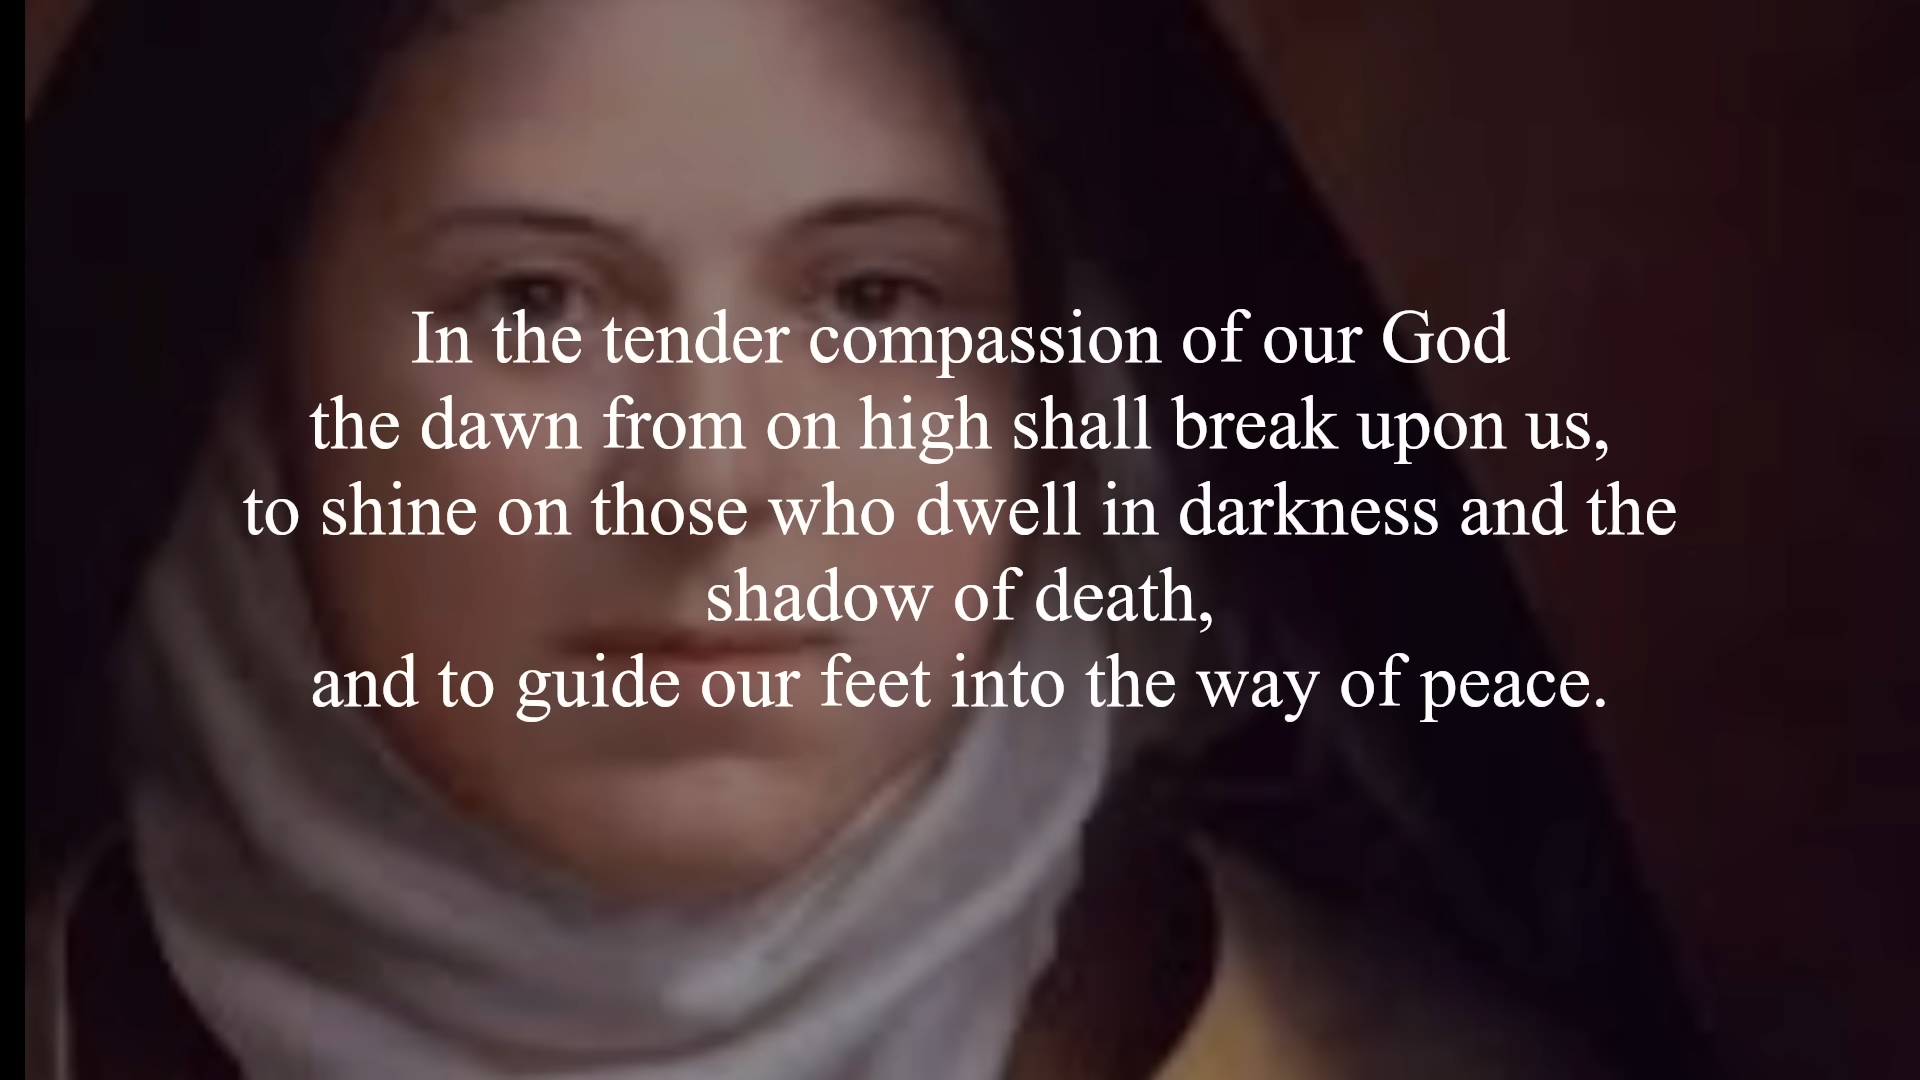 In the tender compassion of our God
the dawn from on high shall break upon us,
to shine on those who dwell in darkness and the
shadow of death,
and to guide our feet into the way of peace.